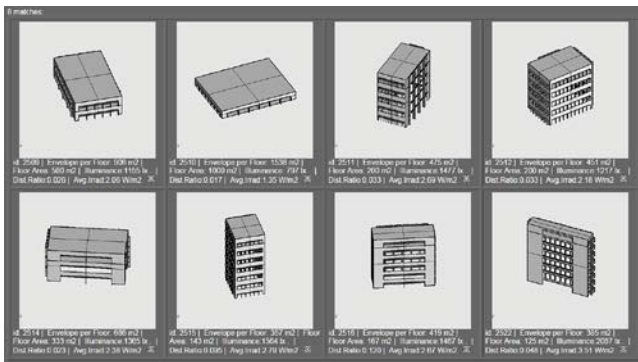 8 matches:
id: 2509 | Envelope per Floor: 908 m2 |
Floor Area: 500 m2 | Illuminance:1155 lx |
Dist.Ratio:0.026 | Avg.Irrad:2.06 W/m2
id: 2510 | Envelope per Floor: 1538 m2 |
Floor Area: 1000 m2 | Illuminance: 797 lx |
Dist.Ratio:0.017 | Avg.Irrad:1.35 W/m2
id: 2511 | Envelope per Floor: 475 m2 |
Floor Area: 200 m2 | Illuminance:1477 lx |
Dist.Ratio:0.033 | Avg.Irrad:2.69 W/m2
id: 2512 | Envelope per Floor: 451 m2 |
Floor Area: 200 m2 | Illuminance:1217 lx |
Dist.Ratio:0.033 | Avg.Irrad:2.18 W/m2
id: 2514 | Envelope per Floor: 686 m2 |
Floor Area: 333 m2 | Illuminance:1365 lx |
Dist.Ratio:0.023 | Avg.Irrad:2.38 W/m2
id: 2515 | Envelope per Floor: 357 m2 | Floor
Area: 143 m2 | Illuminance:1564 lx |
Dist.Ratio:0.095 | Avg.Irrad:2.78 W/m2
id: 2516 | Envelope per Floor: 419 m2 |
Floor Area: 167 m2 | Illuminance:1467 lx |
Dist.Ratio:0.120 | Avg.Irrad:2.67 W/m2
id: 2522 | Envelope per Floor: 385 m2 |
Floor Area: 125 m2 | Illuminance:2087 lx |
Dist.Ratio:0.048 | Avg.Irrad:3.51 W/m2